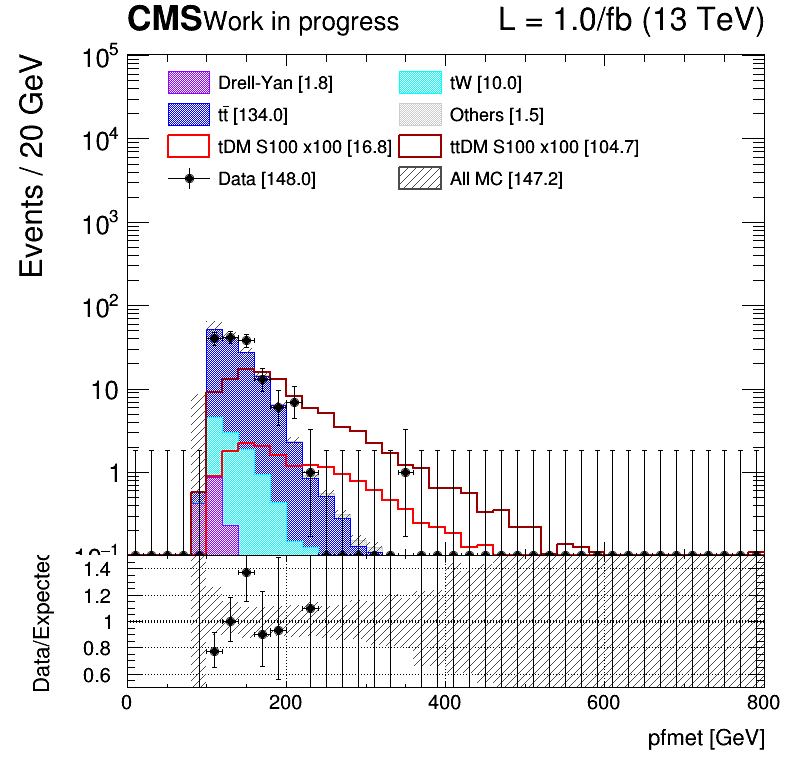 CMS Work in progress L = 1.0/fb (13 TeV)
Events / 20 GeV
10^5
10^4
10^3
10^2
10
1
10^-1
Drell-Yan [1.8] tW [10.0]
tt̄ [134.0] Others [1.5]
tDM S100 x100 [16.8] ttDM S100 x100 [104.7]
Data [148.0] All MC [147.2]
Data/Expected
1.4
1.2
1
0.8
0.6
0 200 400 600 800
pfmet [GeV]